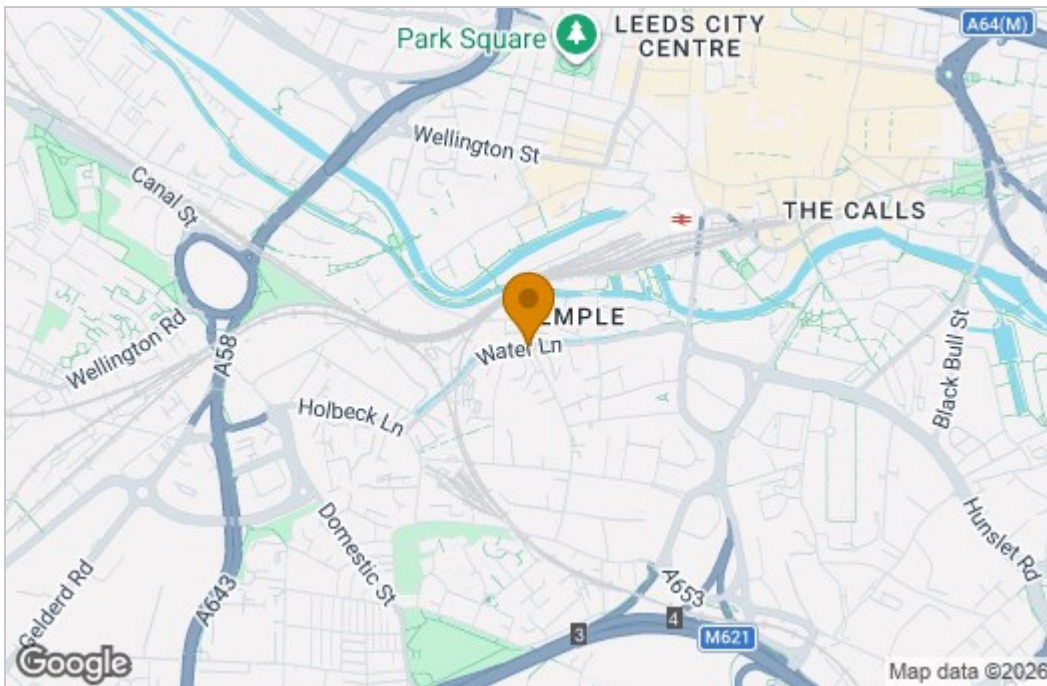 Park Square
LEEDS CITY
CENTRE
A64(M)
Wellington St
Canal St
THE CALLS
Wellington Rd
A58
EMPLE
Water Ln
Black Bull St
Holbeck Ln
Domestic St
Hunslet Rd
Gelderd Rd
A643
A653
3
4
M621
Google
Map data ©2026